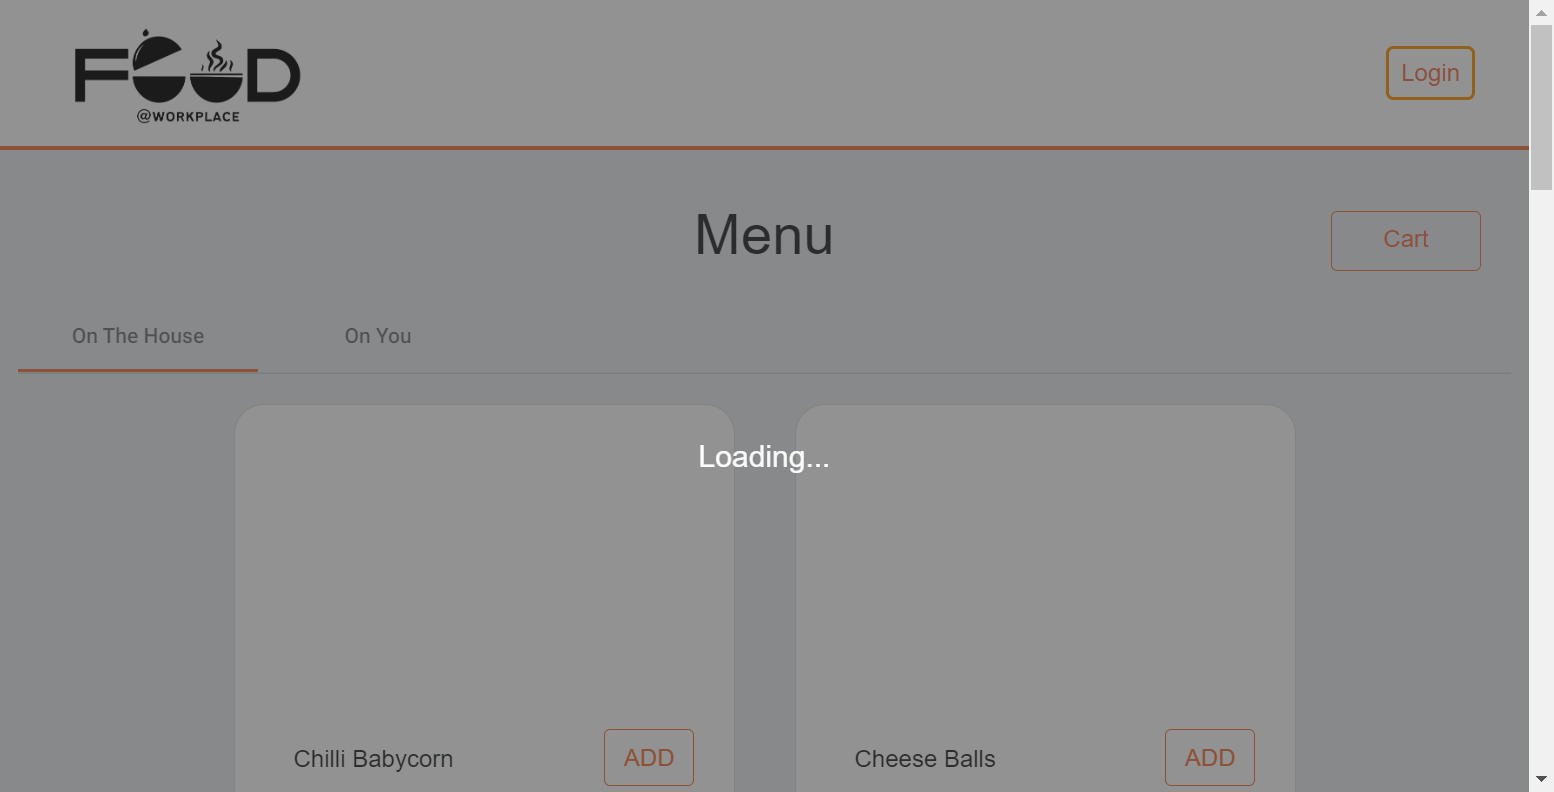 FOOD
@WORKPLACE
Login
Menu
Cart
On The House
On You
Loading...
Chilli Babycorn
ADD
Cheese Balls
ADD